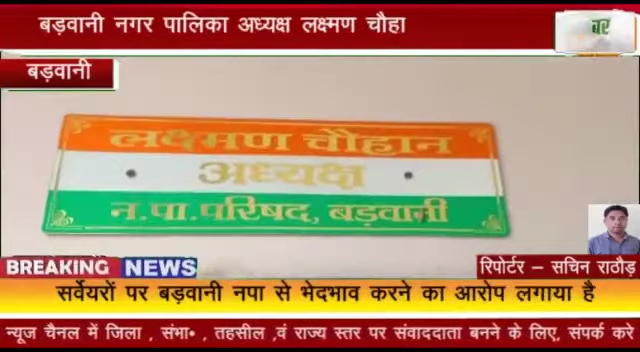 बड़वानी नगर पालिका अध्यक्ष लक्ष्मण चौहा
बर
बड़वानी
लक्ष्मण चौहान
अध्यक्ष
न.पा.परिषद, बड़वानी
BREAKING NEWS
रिपोर्टर – सचिन राठौड़
सर्वेयरों पर बड़वानी नपा से भेदभाव करने का आरोप लगाया है
न्यूज चैनल में जिला , संभा॰ , तहसील ,वं राज्य स्तर पर संवाददाता बनने के लिए, संपर्क करे